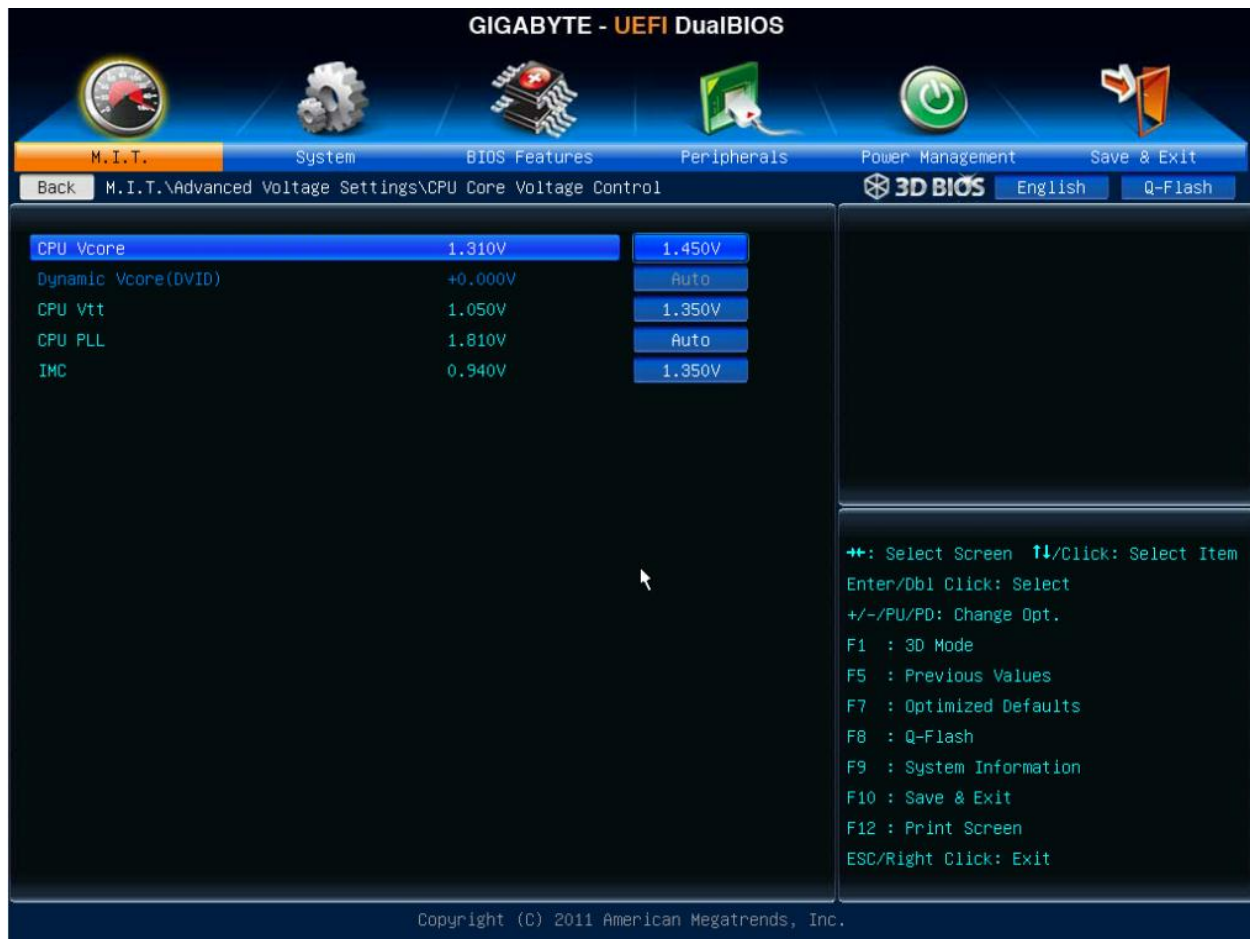 GIGABYTE - UEFI DualBIOS
M.I.T. System BIOS Features Peripherals Power Management Save & Exit
Back M.I.T.\Advanced Voltage Settings\CPU Core Voltage Control 3D BIOS English Q-Flash
CPU Vcore 1.310V 1.450V
Dynamic Vcore(DVID) +0.000V Auto
CPU Vtt 1.050V 1.350V
CPU PLL 1.810V Auto
IMC 0.940V 1.350V
→←: Select Screen ↑↓/Click: Select Item
Enter/Dbl Click: Select
+/-/PU/PD: Change Opt.
F1 : 3D Mode
F5 : Previous Values
F7 : Optimized Defaults
F8 : Q-Flash
F9 : System Information
F10 : Save & Exit
F12 : Print Screen
ESC/Right Click: Exit
Copyright (C) 2011 American Megatrends, Inc.